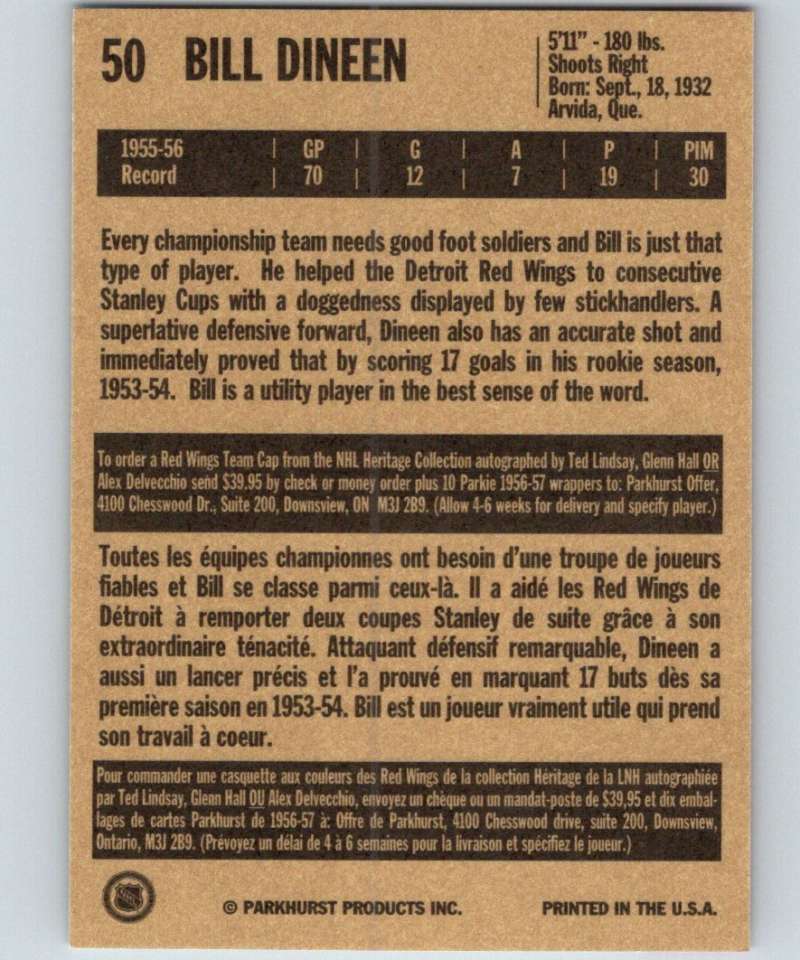 50 BILL DINEEN
5'11" - 180 lbs.
Shoots Right
Born: Sept., 18, 1932
Arvida, Que.
1955-56 | GP | G | A | P | PIM
Record | 70 | 12 | 7 | 19 | 30
Every championship team needs good foot soldiers and Bill is just that
type of player. He helped the Detroit Red Wings to consecutive
Stanley Cups with a doggedness displayed by few stickhandlers. A
superlative defensive forward, Dineen also has an accurate shot and
immediately proved that by scoring 17 goals in his rookie season,
1953-54. Bill is a utility player in the best sense of the word.
To order a Red Wings Team Cap from the NHL Heritage Collection autographed by Ted Lindsay, Glenn Hall OR
Alex Delvecchio send $39.95 by check or money order plus 10 Parkie 1956-57 wrappers to: Parkhurst Offer,
4100 Chesswood Dr., Suite 200, Downsview, ON M3J 2B9. (Allow 4-6 weeks for delivery and specify player.)
Toutes les équipes championnes ont besoin d'une troupe de joueurs
fiables et Bill se classe parmi ceux-là. Il a aidé les Red Wings de
Détroit à remporter deux coupes Stanley de suite grâce à son
extraordinaire ténacité. Attaquant défensif remarquable, Dineen a
aussi un lancer précis et l'a prouvé en marquant 17 buts dès sa
première saison en 1953-54. Bill est un joueur vraiment utile qui prend
son travail à coeur.
Pour commander une casquette aux couleurs des Red Wings de la collection Héritage de la LNH autographiée
par Ted Lindsay, Glenn Hall OU Alex Delvecchio, envoyez un chèque ou un mandat-poste de $39,95 et dix embal-
lages de cartes Parkhurst de 1956-57 à: Offre de Parkhurst, 4100 Chesswood drive, suite 200, Downsview,
Ontario, M3J 2B9. (Prévoyez un délai de 4 à 6 semaines pour la livraison et spécifiez le joueur.)
NHL
© PARKHURST PRODUCTS INC. PRINTED IN THE U.S.A.